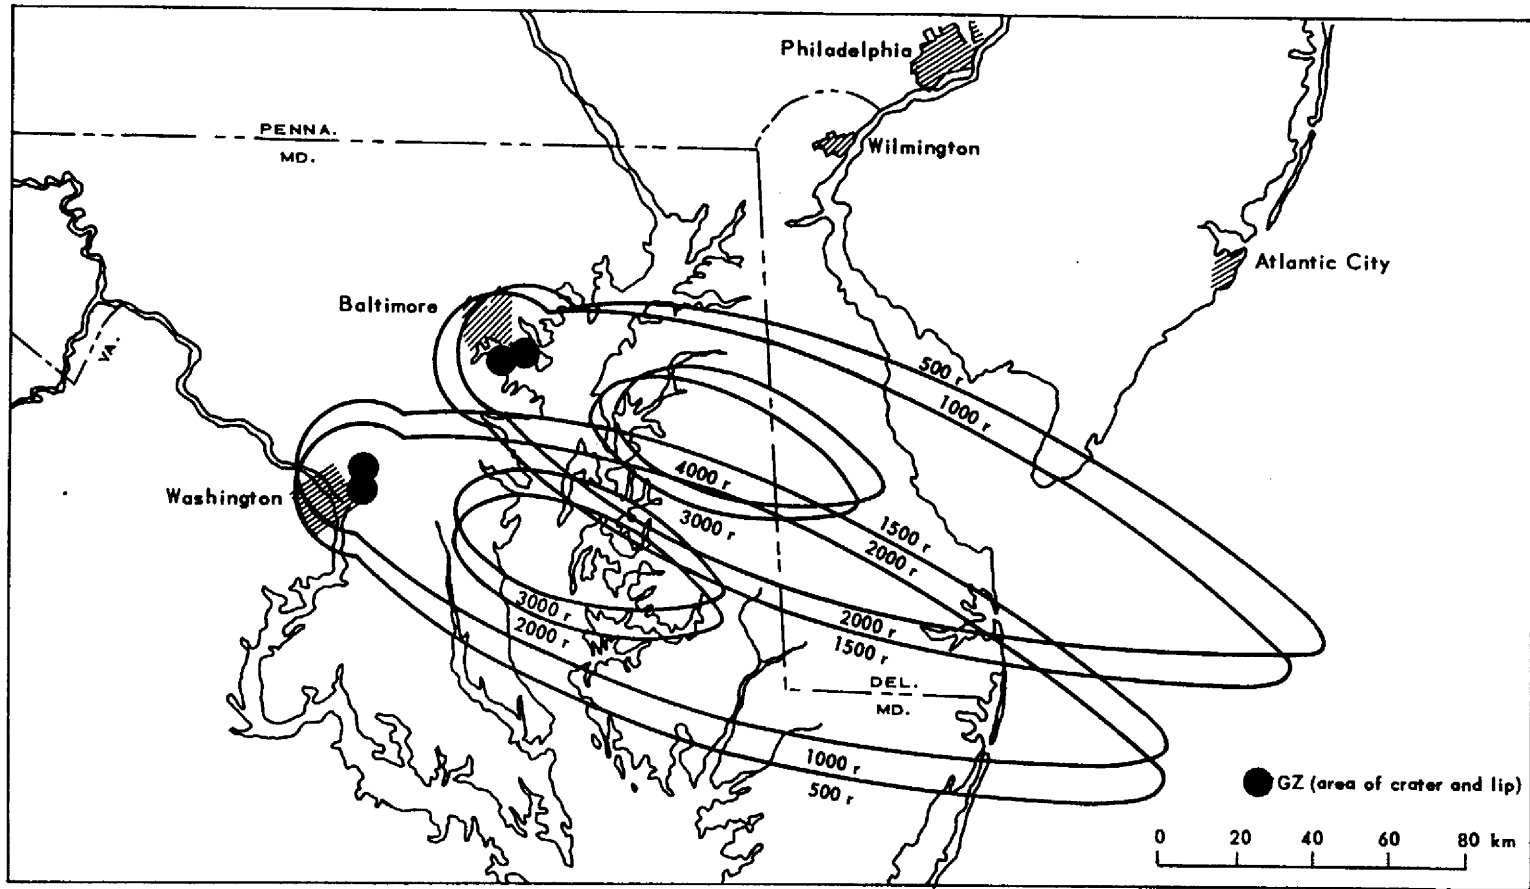 Philadelphia
PENNA.
MD.
Wilmington
Atlantic City
Baltimore
VA.
500 r
1000 r
Washington
4000 r
3000 r
1500 r
2000 r
3000 r
2000 r
2000 r
1500 r
DEL.
MD.
1000 r
500 r
GZ (area of crater and lip)
0 20 40 60 80 km